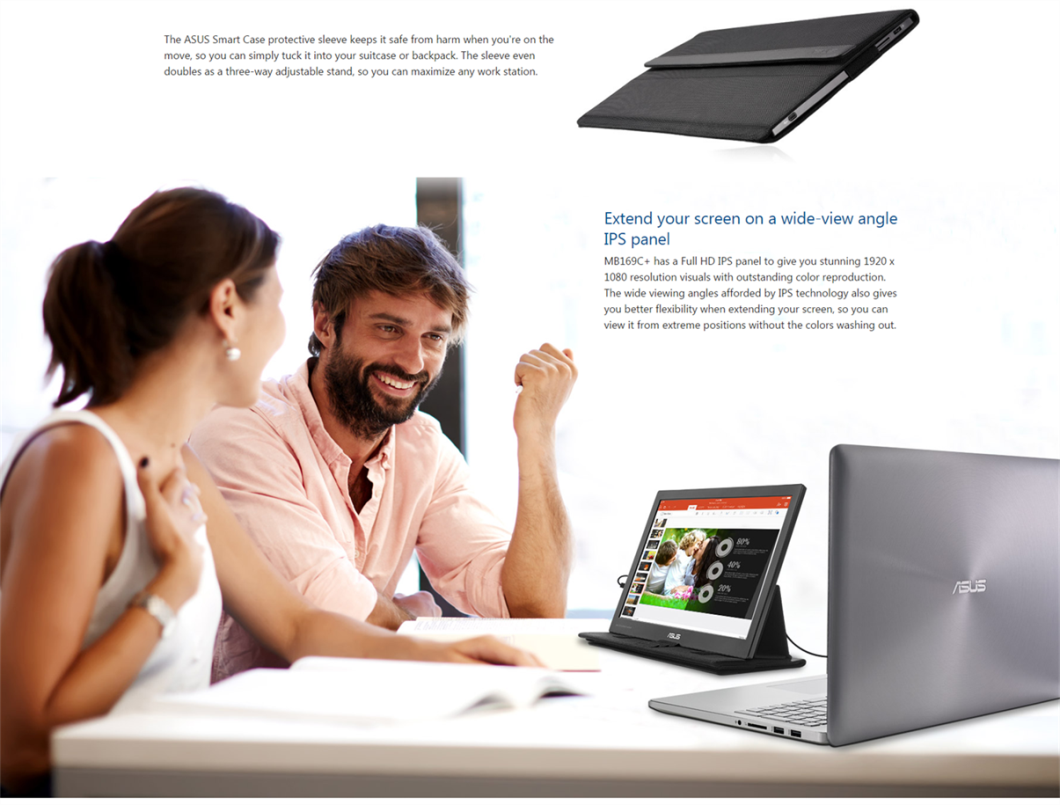 The ASUS Smart Case protective sleeve keeps it safe from harm when you're on the
move, so you can simply tuck it into your suitcase or backpack. The sleeve even
doubles as a three-way adjustable stand, so you can maximize any work station.
Extend your screen on a wide-view angle
IPS panel
MB169C+ has a Full HD IPS panel to give you stunning 1920 x
1080 resolution visuals with outstanding color reproduction.
The wide viewing angles afforded by IPS technology also gives
you better flexibility when extending your screen, so you can
view it from extreme positions without the colors washing out.
80%
40%
20%
ASUS
ASUS